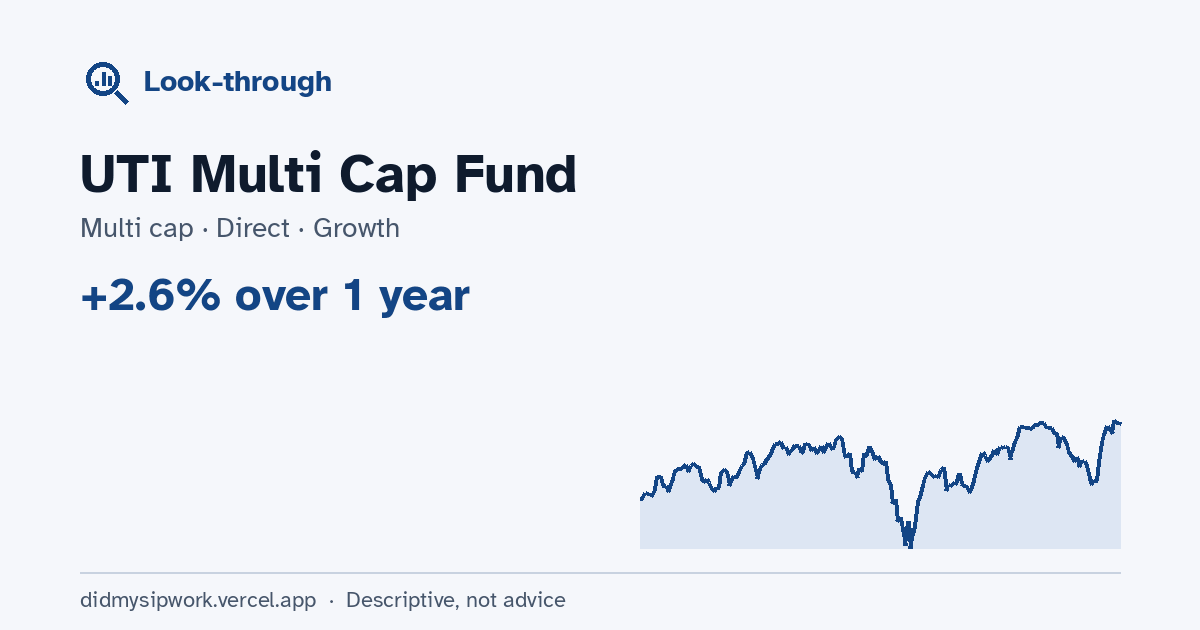 Look-through
UTI Multi Cap Fund
Multi cap · Direct · Growth
+2.6% over 1 year
didmysipwork.vercel.app · Descriptive, not advice